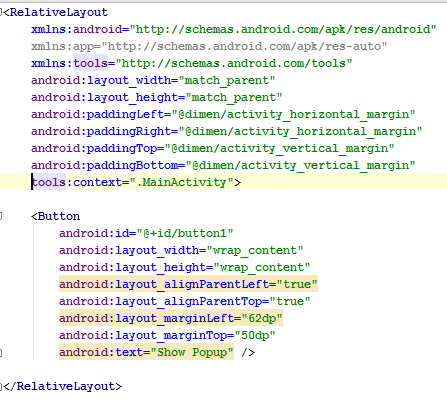 <RelativeLayout
    xmlns:android="http://schemas.android.com/apk/res/android"
    xmlns:app="http://schemas.android.com/apk/res-auto"
    xmlns:tools="http://schemas.android.com/tools"
    android:layout_width="match_parent"
    android:layout_height="match_parent"
    android:paddingLeft="@dimen/activity_horizontal_margin"
    android:paddingRight="@dimen/activity_horizontal_margin"
    android:paddingTop="@dimen/activity_vertical_margin"
    android:paddingBottom="@dimen/activity_vertical_margin"
    tools:context=".MainActivity">

    <Button
        android:id="@+id/button1"
        android:layout_width="wrap_content"
        android:layout_height="wrap_content"
        android:layout_alignParentLeft="true"
        android:layout_alignParentTop="true"
        android:layout_marginLeft="62dp"
        android:layout_marginTop="50dp"
        android:text="Show Popup" />

</RelativeLayout>